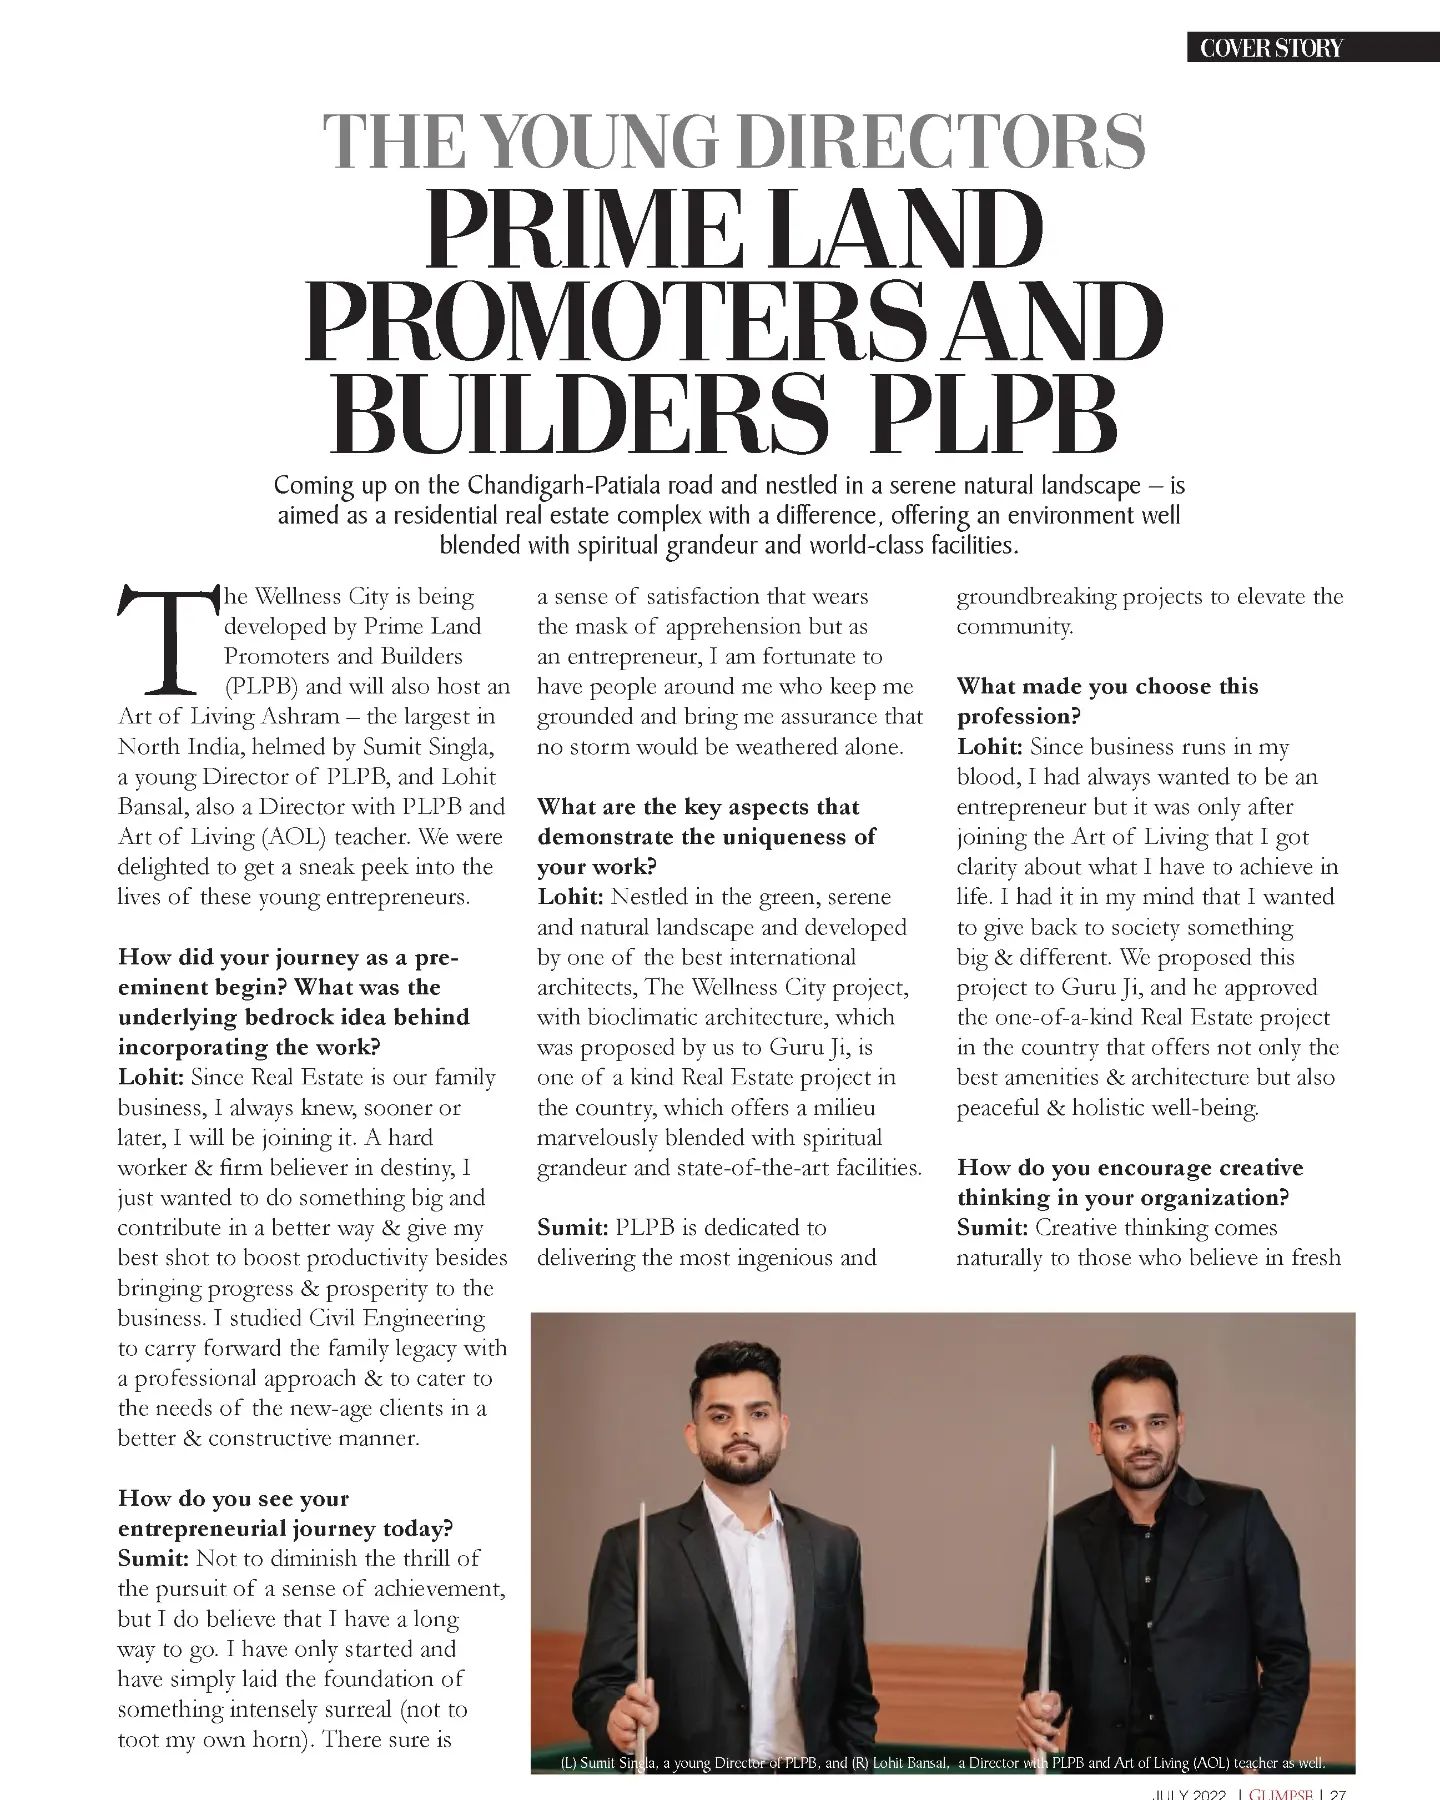 COVER STORY
THE YOUNG DIRECTORS
PRIME LAND
PROMOTERS AND
BUILDERS PLPB
Coming up on the Chandigarh-Patiala road and nestled in a serene natural landscape – is
aimed as a residential real estate complex with a difference, offering an environment well
blended with spiritual grandeur and world-class facilities.
The Wellness City is being
developed by Prime Land
Promoters and Builders
(PLPB) and will also host an
Art of Living Ashram – the largest in
North India, helmed by Sumit Singla,
a young Director of PLPB, and Lohit
Bansal, also a Director with PLPB and
Art of Living (AOL) teacher. We were
delighted to get a sneak peek into the
lives of these young entrepreneurs.
How did your journey as a pre-
eminent begin? What was the
underlying bedrock idea behind
incorporating the work?
Lohit: Since Real Estate is our family
business, I always knew, sooner or
later, I will be joining it. A hard
worker & firm believer in destiny, I
just wanted to do something big and
contribute in a better way & give my
best shot to boost productivity besides
bringing progress & prosperity to the
business. I studied Civil Engineering
to carry forward the family legacy with
a professional approach & to cater to
the needs of the new-age clients in a
better & constructive manner.
How do you see your
entrepreneurial journey today?
Sumit: Not to diminish the thrill of
the pursuit of a sense of achievement,
but I do believe that I have a long
way to go. I have only started and
have simply laid the foundation of
something intensely surreal (not to
toot my own horn). There sure is
a sense of satisfaction that wears
the mask of apprehension but as
an entrepreneur, I am fortunate to
have people around me who keep me
grounded and bring me assurance that
no storm would be weathered alone.
What are the key aspects that
demonstrate the uniqueness of
your work?
Lohit: Nestled in the green, serene
and natural landscape and developed
by one of the best international
architects, The Wellness City project,
with bioclimatic architecture, which
was proposed by us to Guru Ji, is
one of a kind Real Estate project in
the country, which offers a milieu
marvelously blended with spiritual
grandeur and state-of-the-art facilities.
Sumit: PLPB is dedicated to
delivering the most ingenious and
groundbreaking projects to elevate the
community.
What made you choose this
profession?
Lohit: Since business runs in my
blood, I had always wanted to be an
entrepreneur but it was only after
joining the Art of Living that I got
clarity about what I have to achieve in
life. I had it in my mind that I wanted
to give back to society something
big & different. We proposed this
project to Guru Ji, and he approved
the one-of-a-kind Real Estate project
in the country that offers not only the
best amenities & architecture but also
peaceful & holistic well-being.
How do you encourage creative
thinking in your organization?
Sumit: Creative thinking comes
naturally to those who believe in fresh
(L) Sumit Singla, a young Director of PLPB, and (R) Lohit Bansal, a Director with PLPB and Art of Living (AOL) teacher as well.
JULY 2022 | GLIMPSE | 27